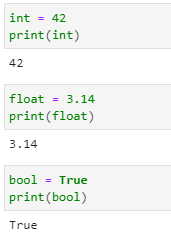 int = 42
print(int)
42
float = 3.14
print(float)
3.14
bool = True
print(bool)
True